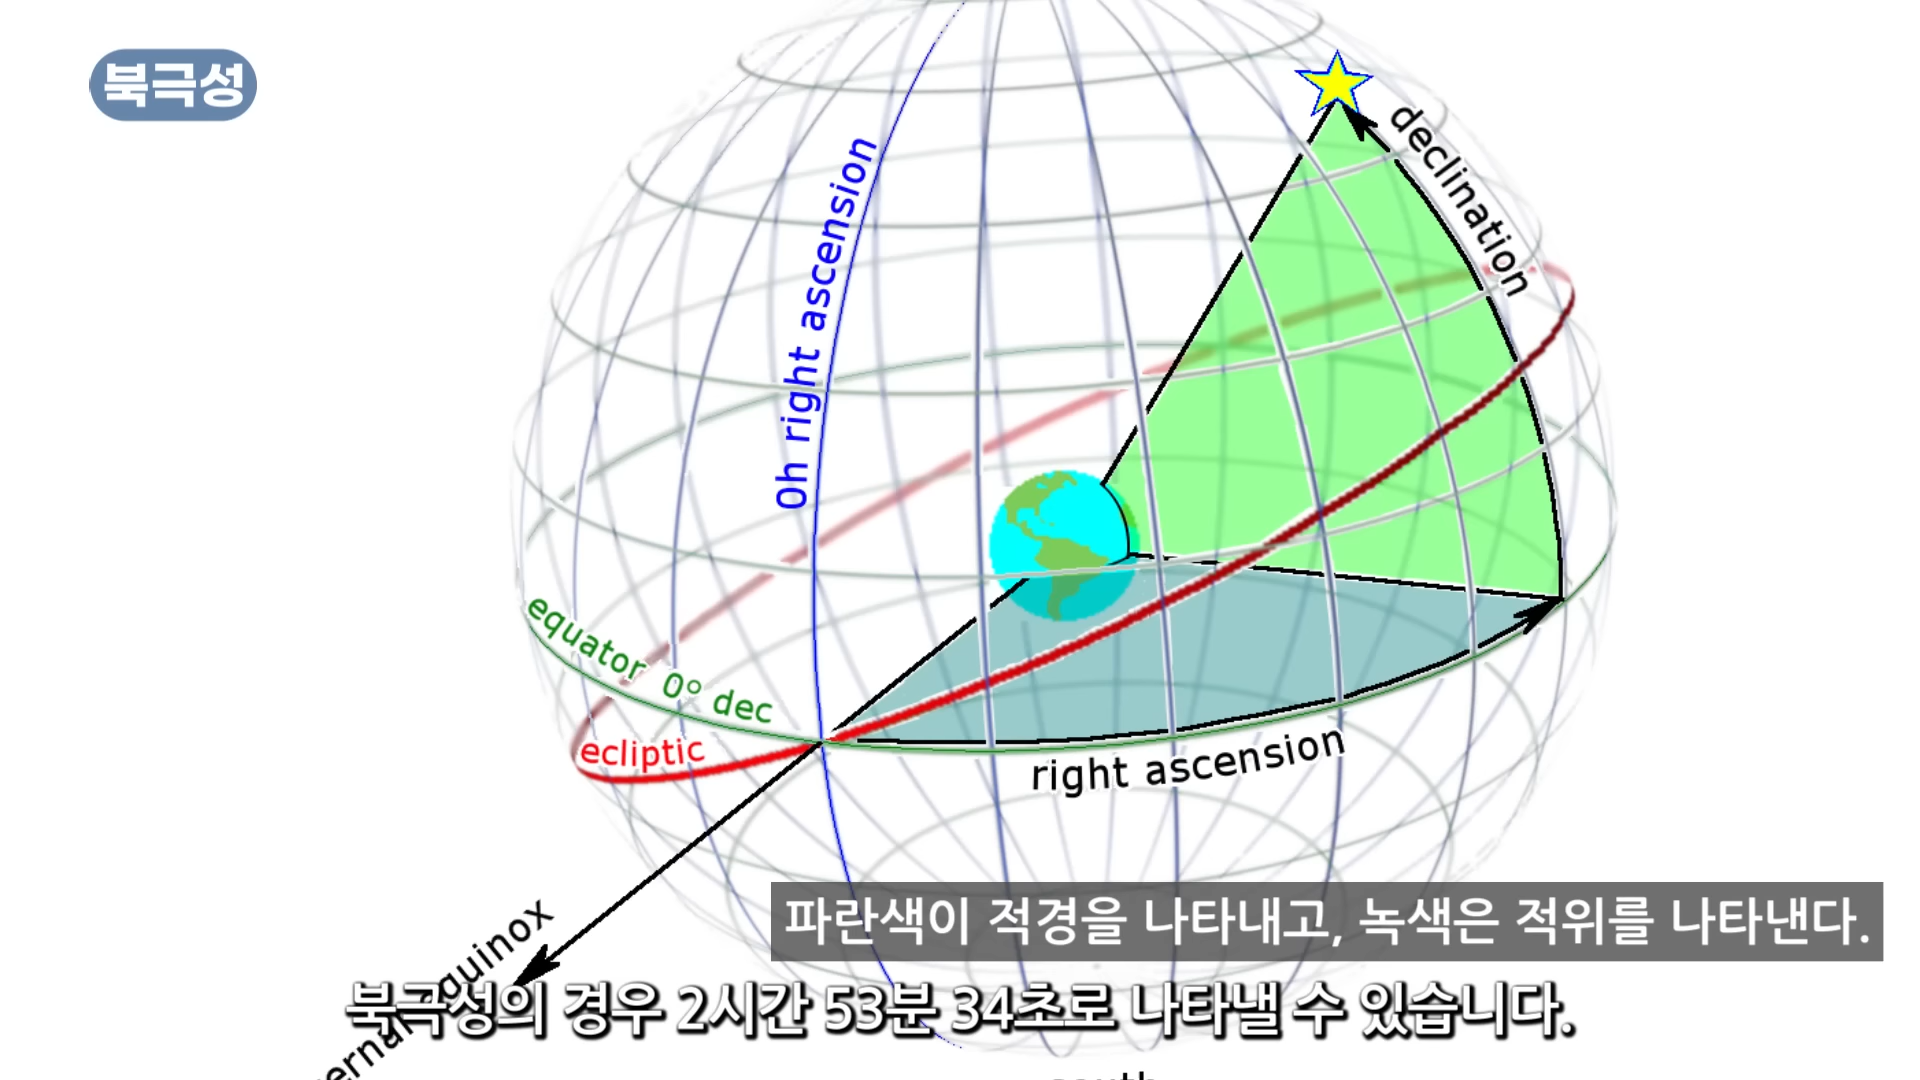 북극성
declination
0h right ascension
equator 0° dec
ecliptic
right ascension
파란색이 적경을 나타내고, 녹색은 적위를 나타낸다.
북극성의 경우 2시간 53분 34초로 나타낼 수 있습니다.